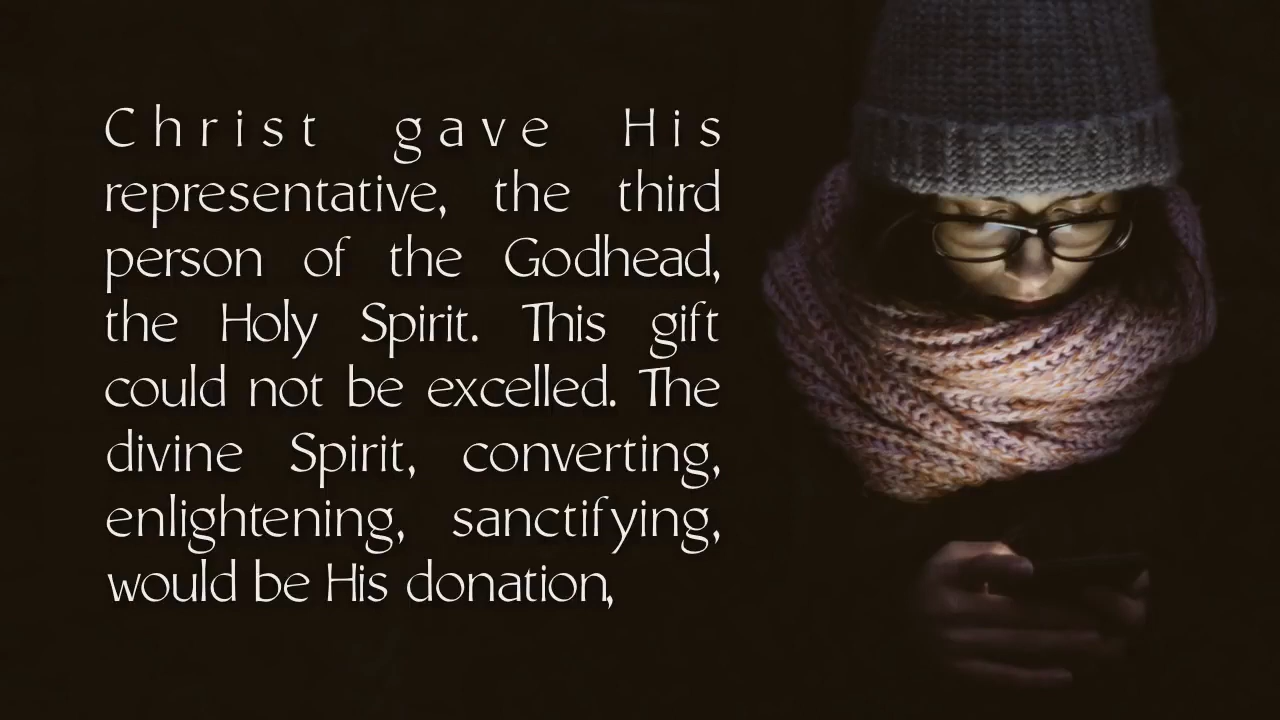 Christ gave His
representative, the third
person of the Godhead,
the Holy Spirit. This gift
could not be excelled. The
divine Spirit, converting,
enlightening, sanctifying,
would be His donation,